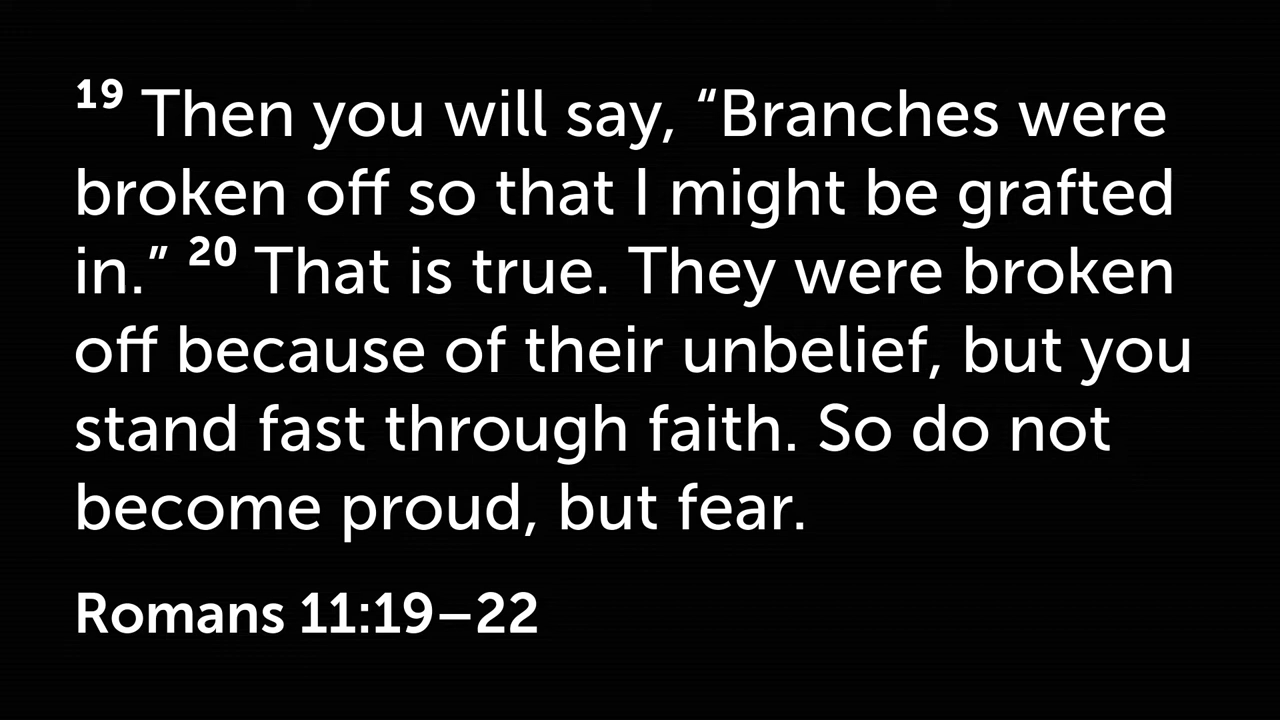 19 Then you will say, “Branches were
broken off so that I might be grafted
in.” 20 That is true. They were broken
off because of their unbelief, but you
stand fast through faith. So do not
become proud, but fear.
Romans 11:19–22